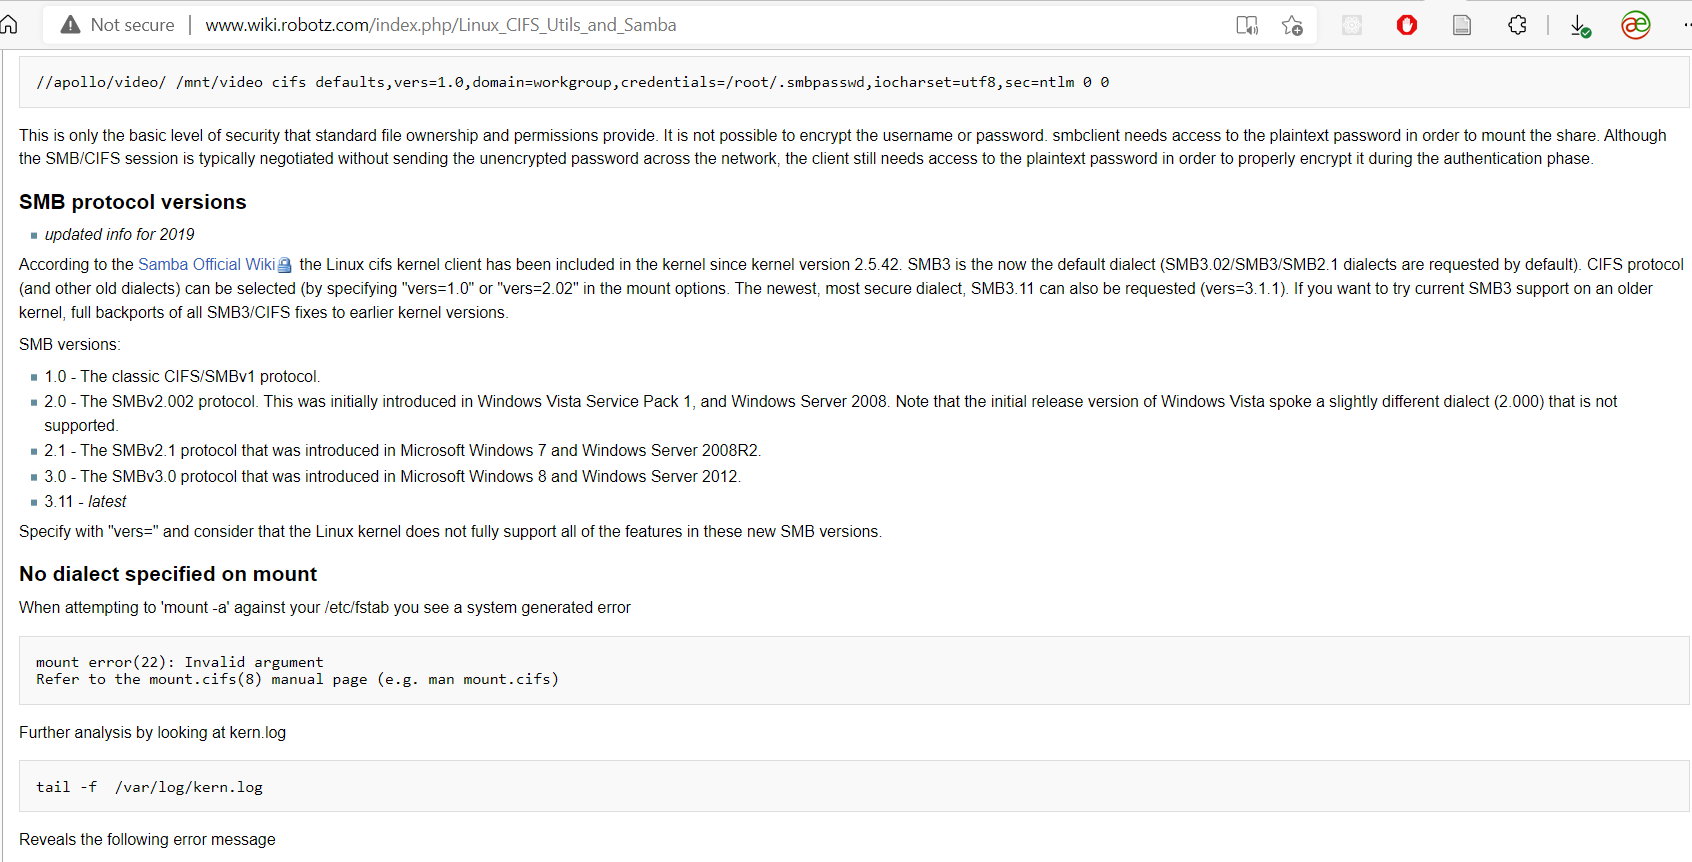 Not secure | www.wiki.robotz.com/index.php/Linux_CIFS_Utils_and_Samba
//apollo/video/ /mnt/video cifs defaults,vers=1.0,domain=workgroup,credentials=/root/.smbpasswd,iocharset=utf8,sec=ntlm 0 0
This is only the basic level of security that standard file ownership and permissions provide. It is not possible to encrypt the username or password. smbclient needs access to the plaintext password in order to mount the share. Although
the SMB/CIFS session is typically negotiated without sending the unencrypted password across the network, the client still needs access to the plaintext password in order to properly encrypt it during the authentication phase.
SMB protocol versions
updated info for 2019
According to the Samba Official Wiki the Linux cifs kernel client has been included in the kernel since kernel version 2.5.42. SMB3 is the now the default dialect (SMB3.02/SMB3/SMB2.1 dialects are requested by default). CIFS protocol
(and other old dialects) can be selected (by specifying "vers=1.0" or "vers=2.02" in the mount options. The newest, most secure dialect, SMB3.11 can also be requested (vers=3.1.1). If you want to try current SMB3 support on an older
kernel, full backports of all SMB3/CIFS fixes to earlier kernel versions.
SMB versions:
1.0 - The classic CIFS/SMBv1 protocol.
2.0 - The SMBv2.002 protocol. This was initially introduced in Windows Vista Service Pack 1, and Windows Server 2008. Note that the initial release version of Windows Vista spoke a slightly different dialect (2.000) that is not
supported.
2.1 - The SMBv2.1 protocol that was introduced in Microsoft Windows 7 and Windows Server 2008R2.
3.0 - The SMBv3.0 protocol that was introduced in Microsoft Windows 8 and Windows Server 2012.
3.11 - latest
Specify with "vers=" and consider that the Linux kernel does not fully support all of the features in these new SMB versions.
No dialect specified on mount
When attempting to 'mount -a' against your /etc/fstab you see a system generated error
mount error(22): Invalid argument
Refer to the mount.cifs(8) manual page (e.g. man mount.cifs)
Further analysis by looking at kern.log
tail -f  /var/log/kern.log
Reveals the following error message